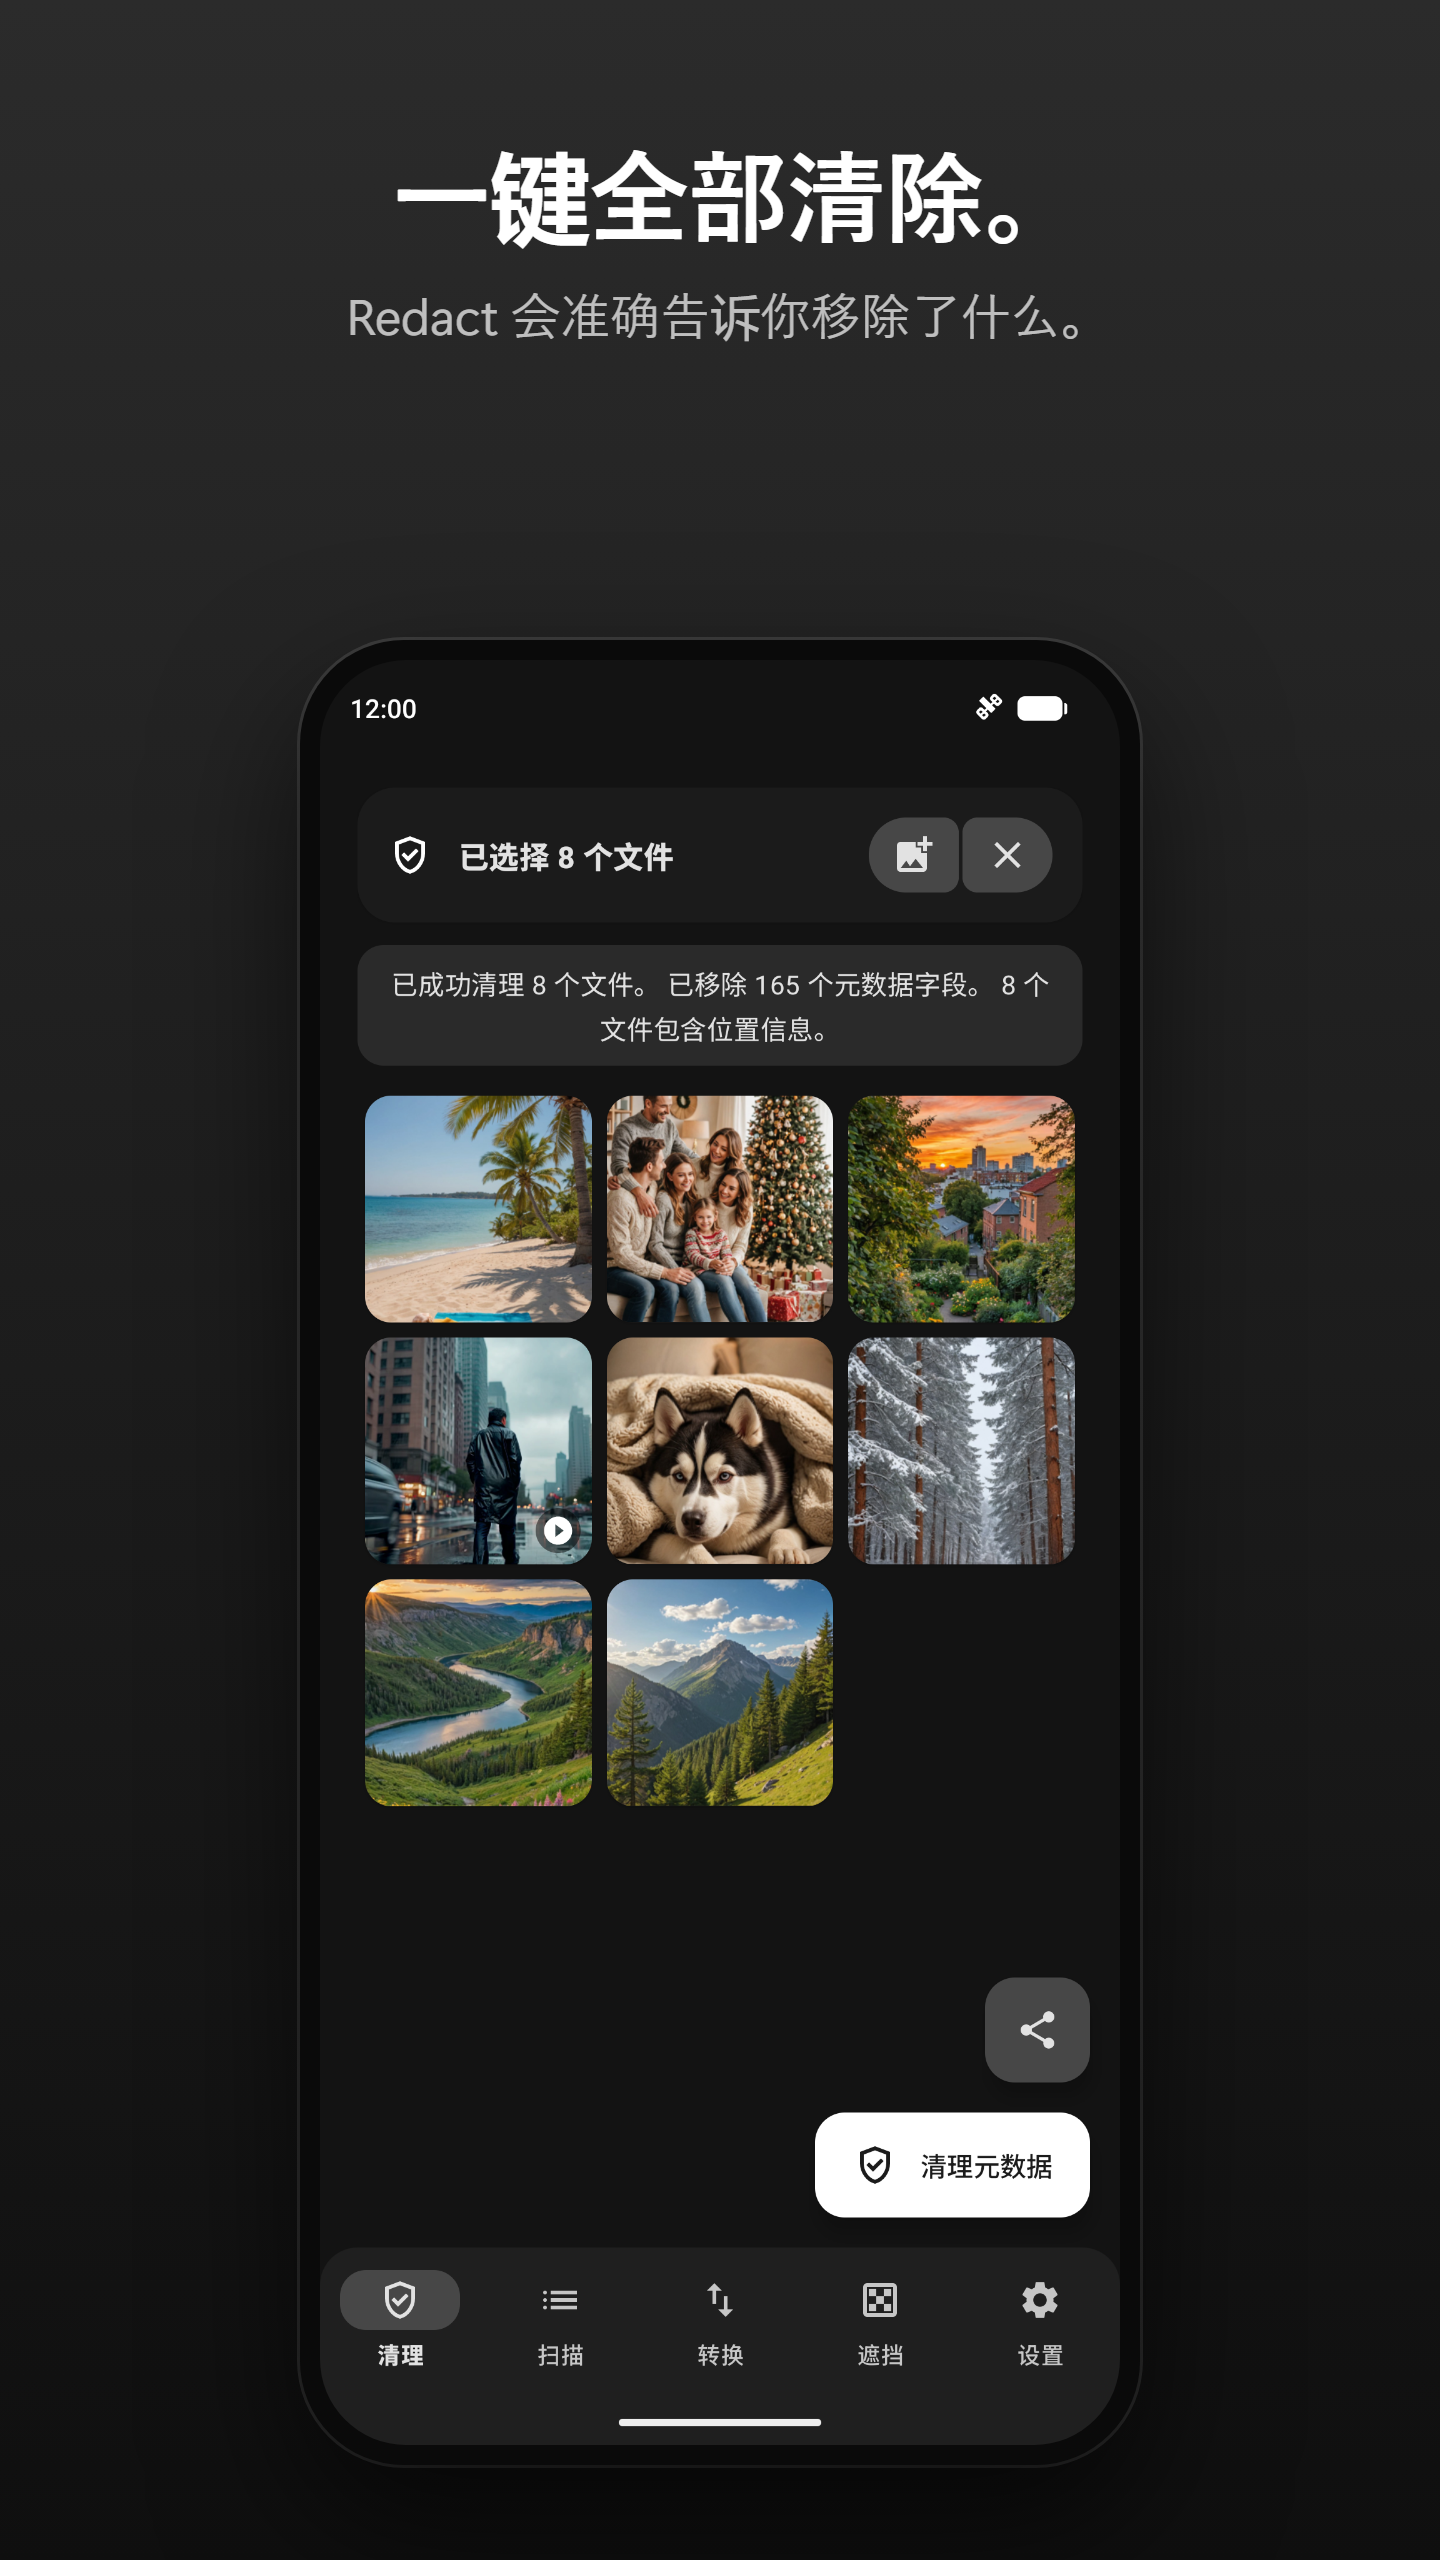 一键全部清除。
Redact 会准确告诉你移除了什么。
12:00
已选择 8 个文件
已成功清理 8 个文件。 已移除 165 个元数据字段。 8 个
文件包含位置信息。
清理元数据
清理
扫描
转换
遮挡
设置